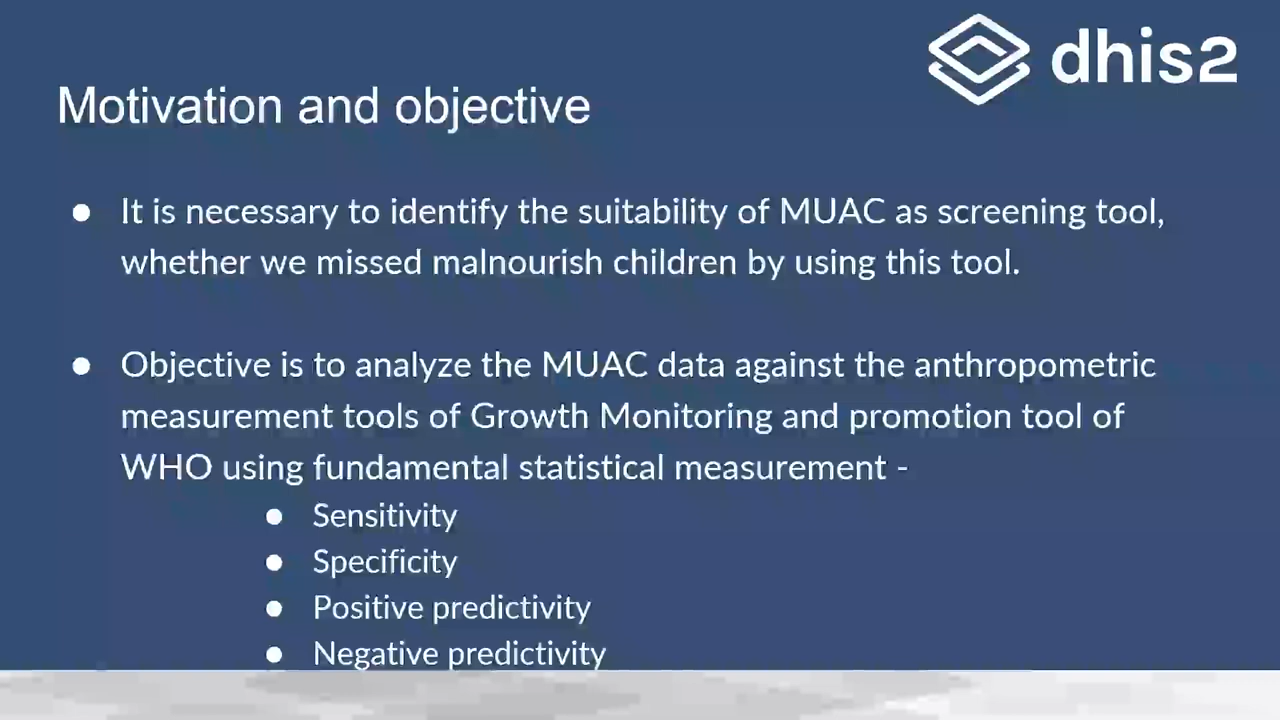 dhis2
Motivation and objective
● It is necessary to identify the suitability of MUAC as screening tool,
whether we missed malnourish children by using this tool.
● Objective is to analyze the MUAC data against the anthropometric
measurement tools of Growth Monitoring and promotion tool of
WHO using fundamental statistical measurement -
● Sensitivity
● Specificity
● Positive predictivity
● Negative predictivity